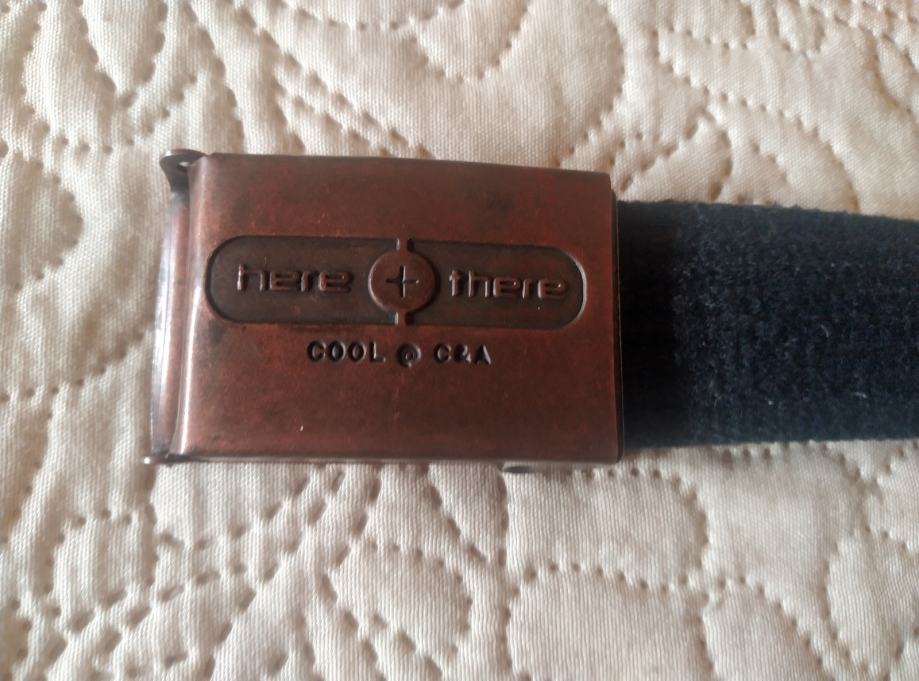 here + there
COOL @ C&A